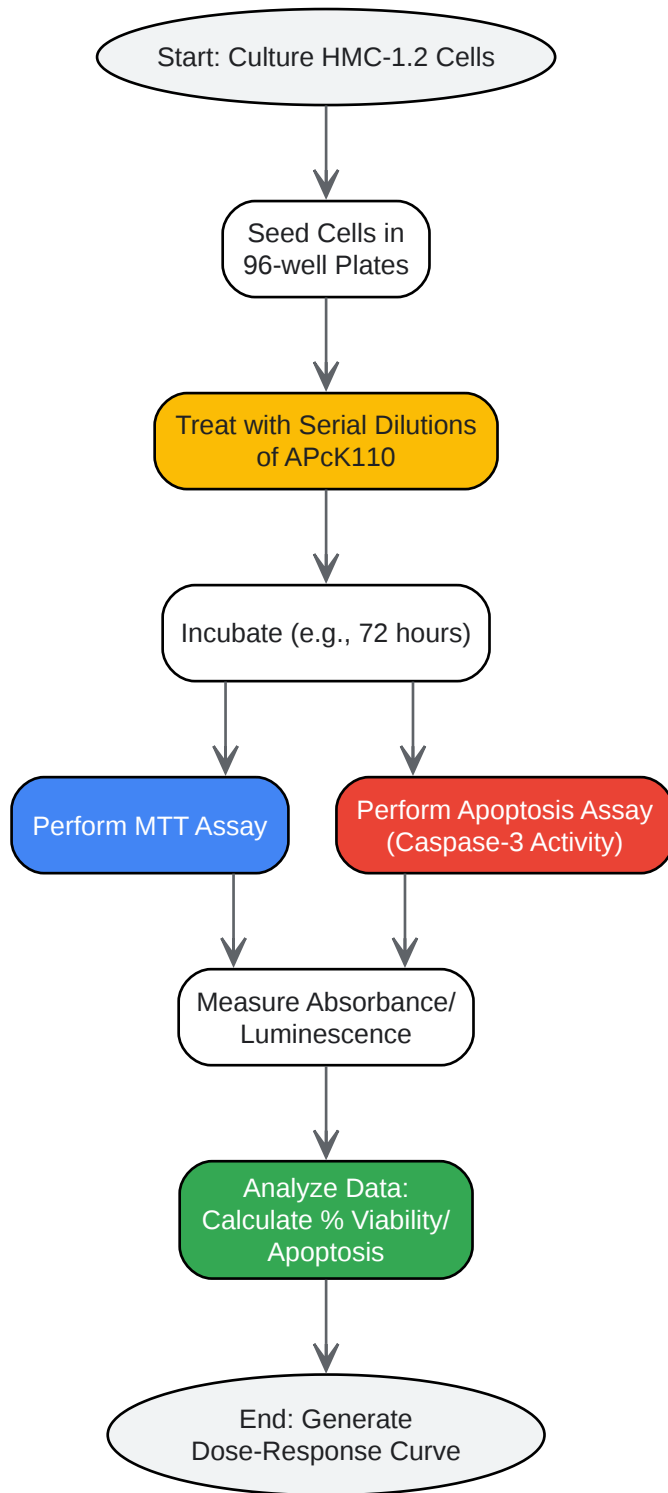 Start: Culture HMC-1.2 Cells
Seed Cells in
96-well Plates
Treat with Serial Dilutions
of APcK110
Incubate (e.g., 72 hours)
Perform MTT Assay
Perform Apoptosis Assay
(Caspase-3 Activity)
Measure Absorbance/
Luminescence
Analyze Data:
Calculate % Viability/
Apoptosis
End: Generate
Dose-Response Curve